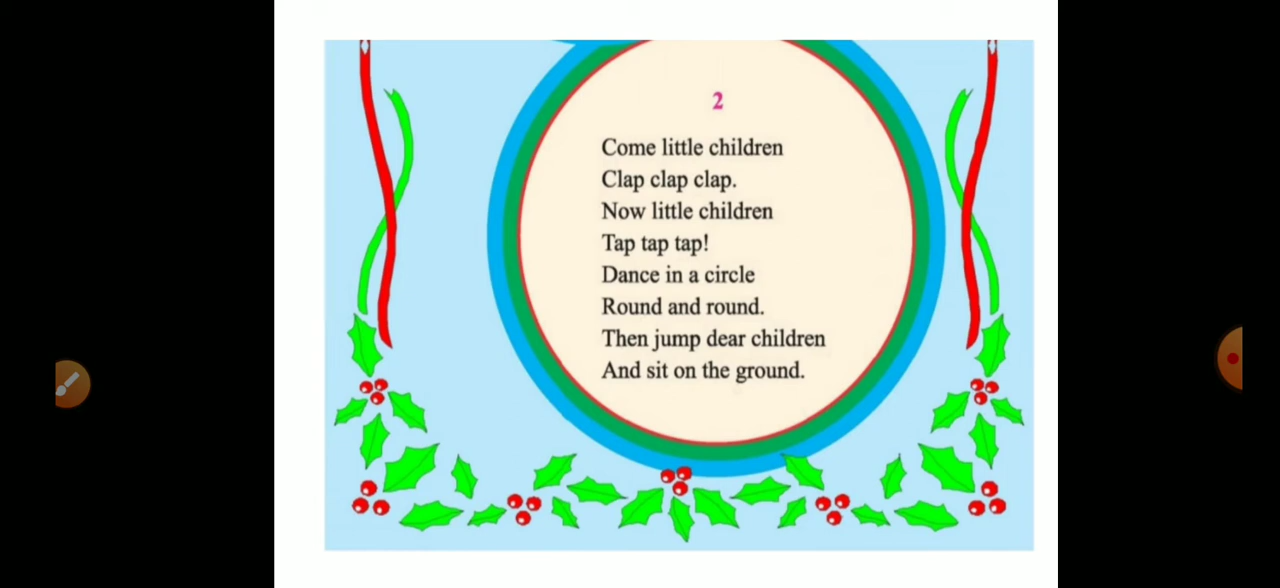 2
Come little children
Clap clap clap.
Now little children
Tap tap tap!
Dance in a circle
Round and round.
Then jump dear children
And sit on the ground.